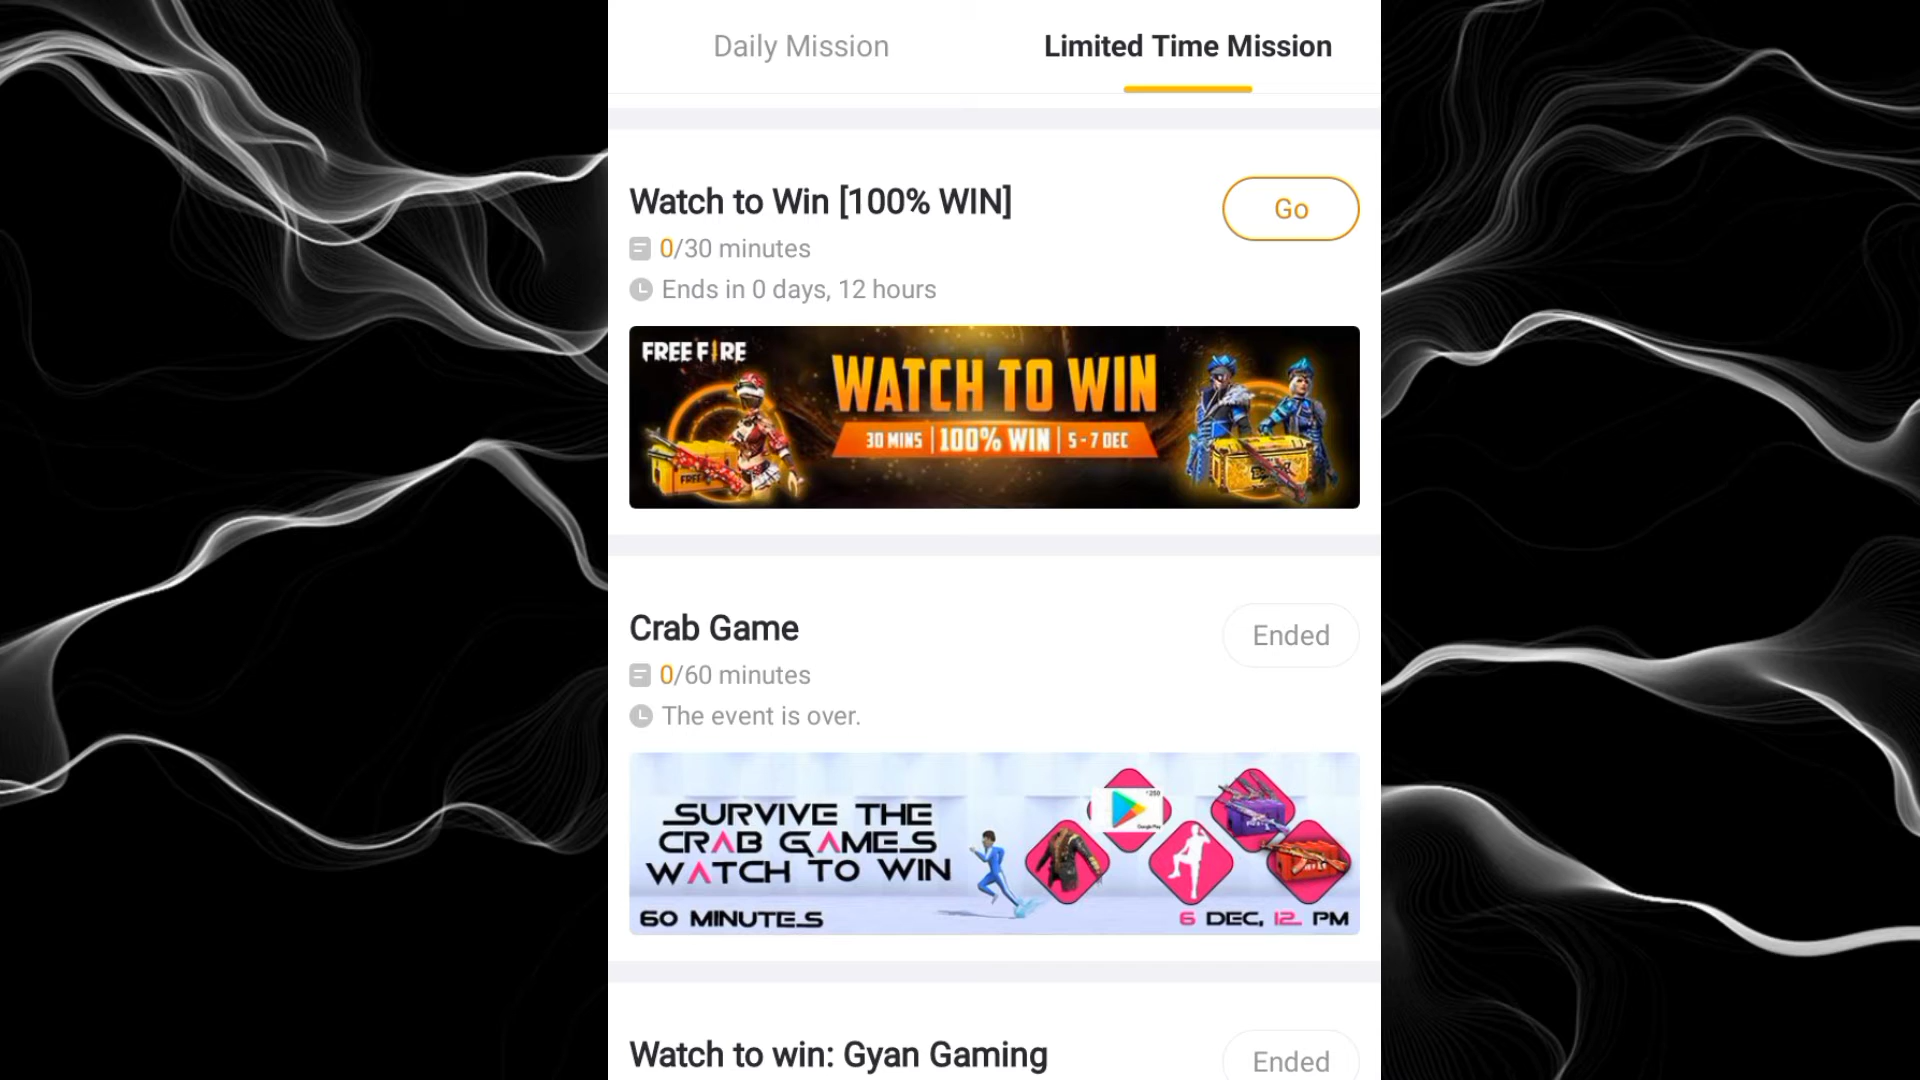 Daily Mission
Limited Time Mission
Watch to Win [100% WIN]
Go
0/30 minutes
Ends in 0 days, 12 hours
FREE FIRE
WATCH TO WIN
30 MINS | 100% WIN | 5 - 7 DEC
Crab Game
Ended
0/60 minutes
The event is over.
SURVIVE THE
CRAB GAMES
WATCH TO WIN
60 MINUTES
6 DEC, 12 PM
Watch to win: Gyan Gaming
Ended